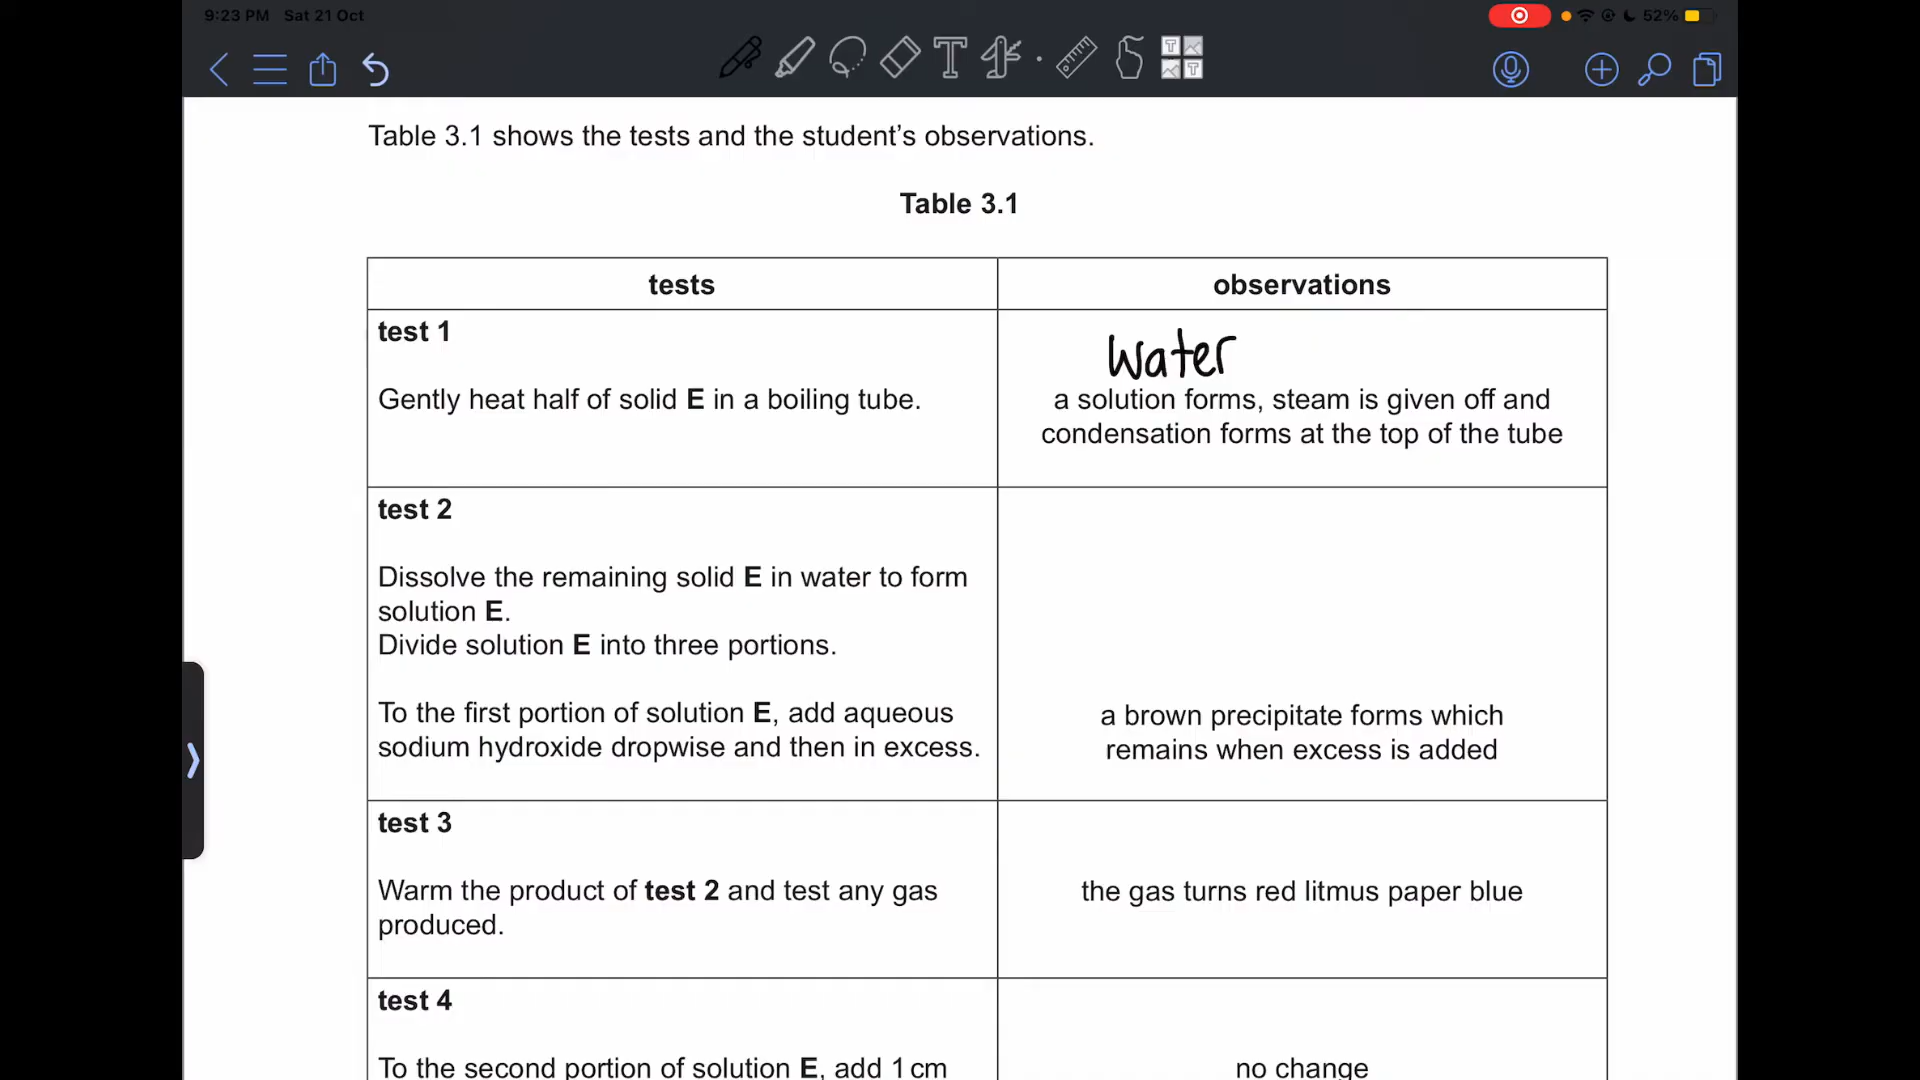 9:23 PM Sat 21 Oct
52%
Table 3.1 shows the tests and the student’s observations.
Table 3.1
tests
observations
test 1
Gently heat half of solid E in a boiling tube.
water
a solution forms, steam is given off and
condensation forms at the top of the tube
test 2
Dissolve the remaining solid E in water to form
solution E.
Divide solution E into three portions.
To the first portion of solution E, add aqueous
sodium hydroxide dropwise and then in excess.
a brown precipitate forms which
remains when excess is added
test 3
Warm the product of test 2 and test any gas
produced.
the gas turns red litmus paper blue
test 4
To the second portion of solution E, add 1 cm
no change